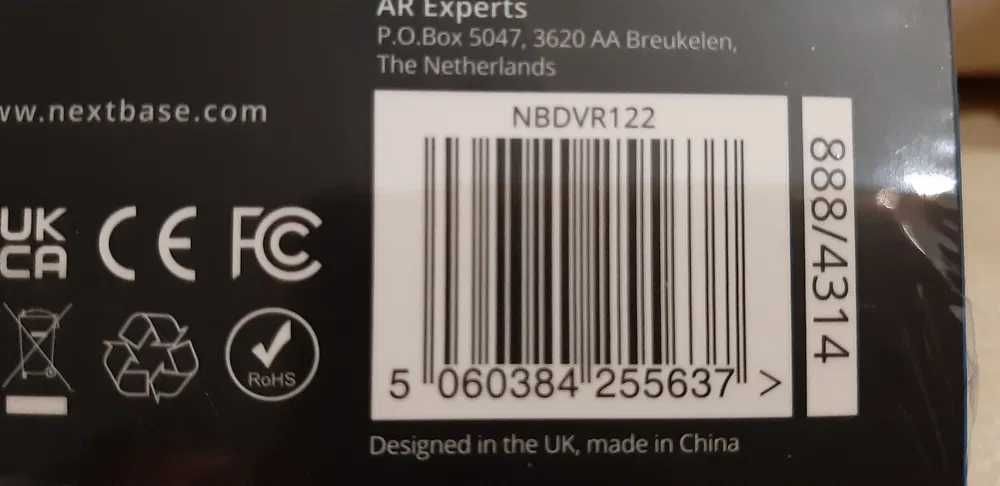 AR Experts
P.O.Box 5047, 3620 AA Breukelen,
The Netherlands
ww.nextbase.com
NBDVR122
888/4314
UK
CA
CE
FC
RoHS
5 060384 255637 >
Designed in the UK, made in China